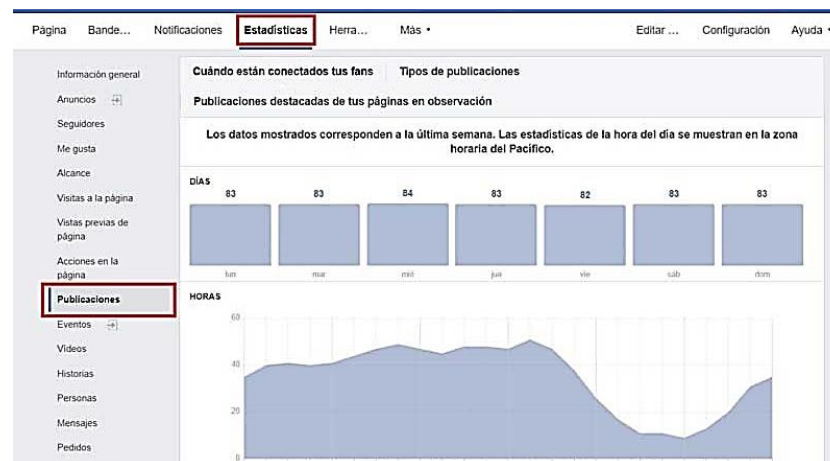 Página Bande... Notificaciones Estadísticas Herra... Más Editar ... Configuración Ayuda
Información general
Anuncios
Seguidores
Me gusta
Alcance
Visitas a la página
Vistas previas de
página
Acciones en la
página
Publicaciones
Eventos
Vídeos
Historias
Personas
Mensajes
Pedidos
Cuándo están conectados tus fans Tipos de publicaciones
Publicaciones destacadas de tus páginas en observación
Los datos mostrados corresponden a la última semana. Las estadísticas de la hora del día se muestran en la zona
horaria del Pacífico.
DÍAS
83 83 84 83 82 83 83
lun mar mié jue vie sáb dom
HORAS
60
40
20
0